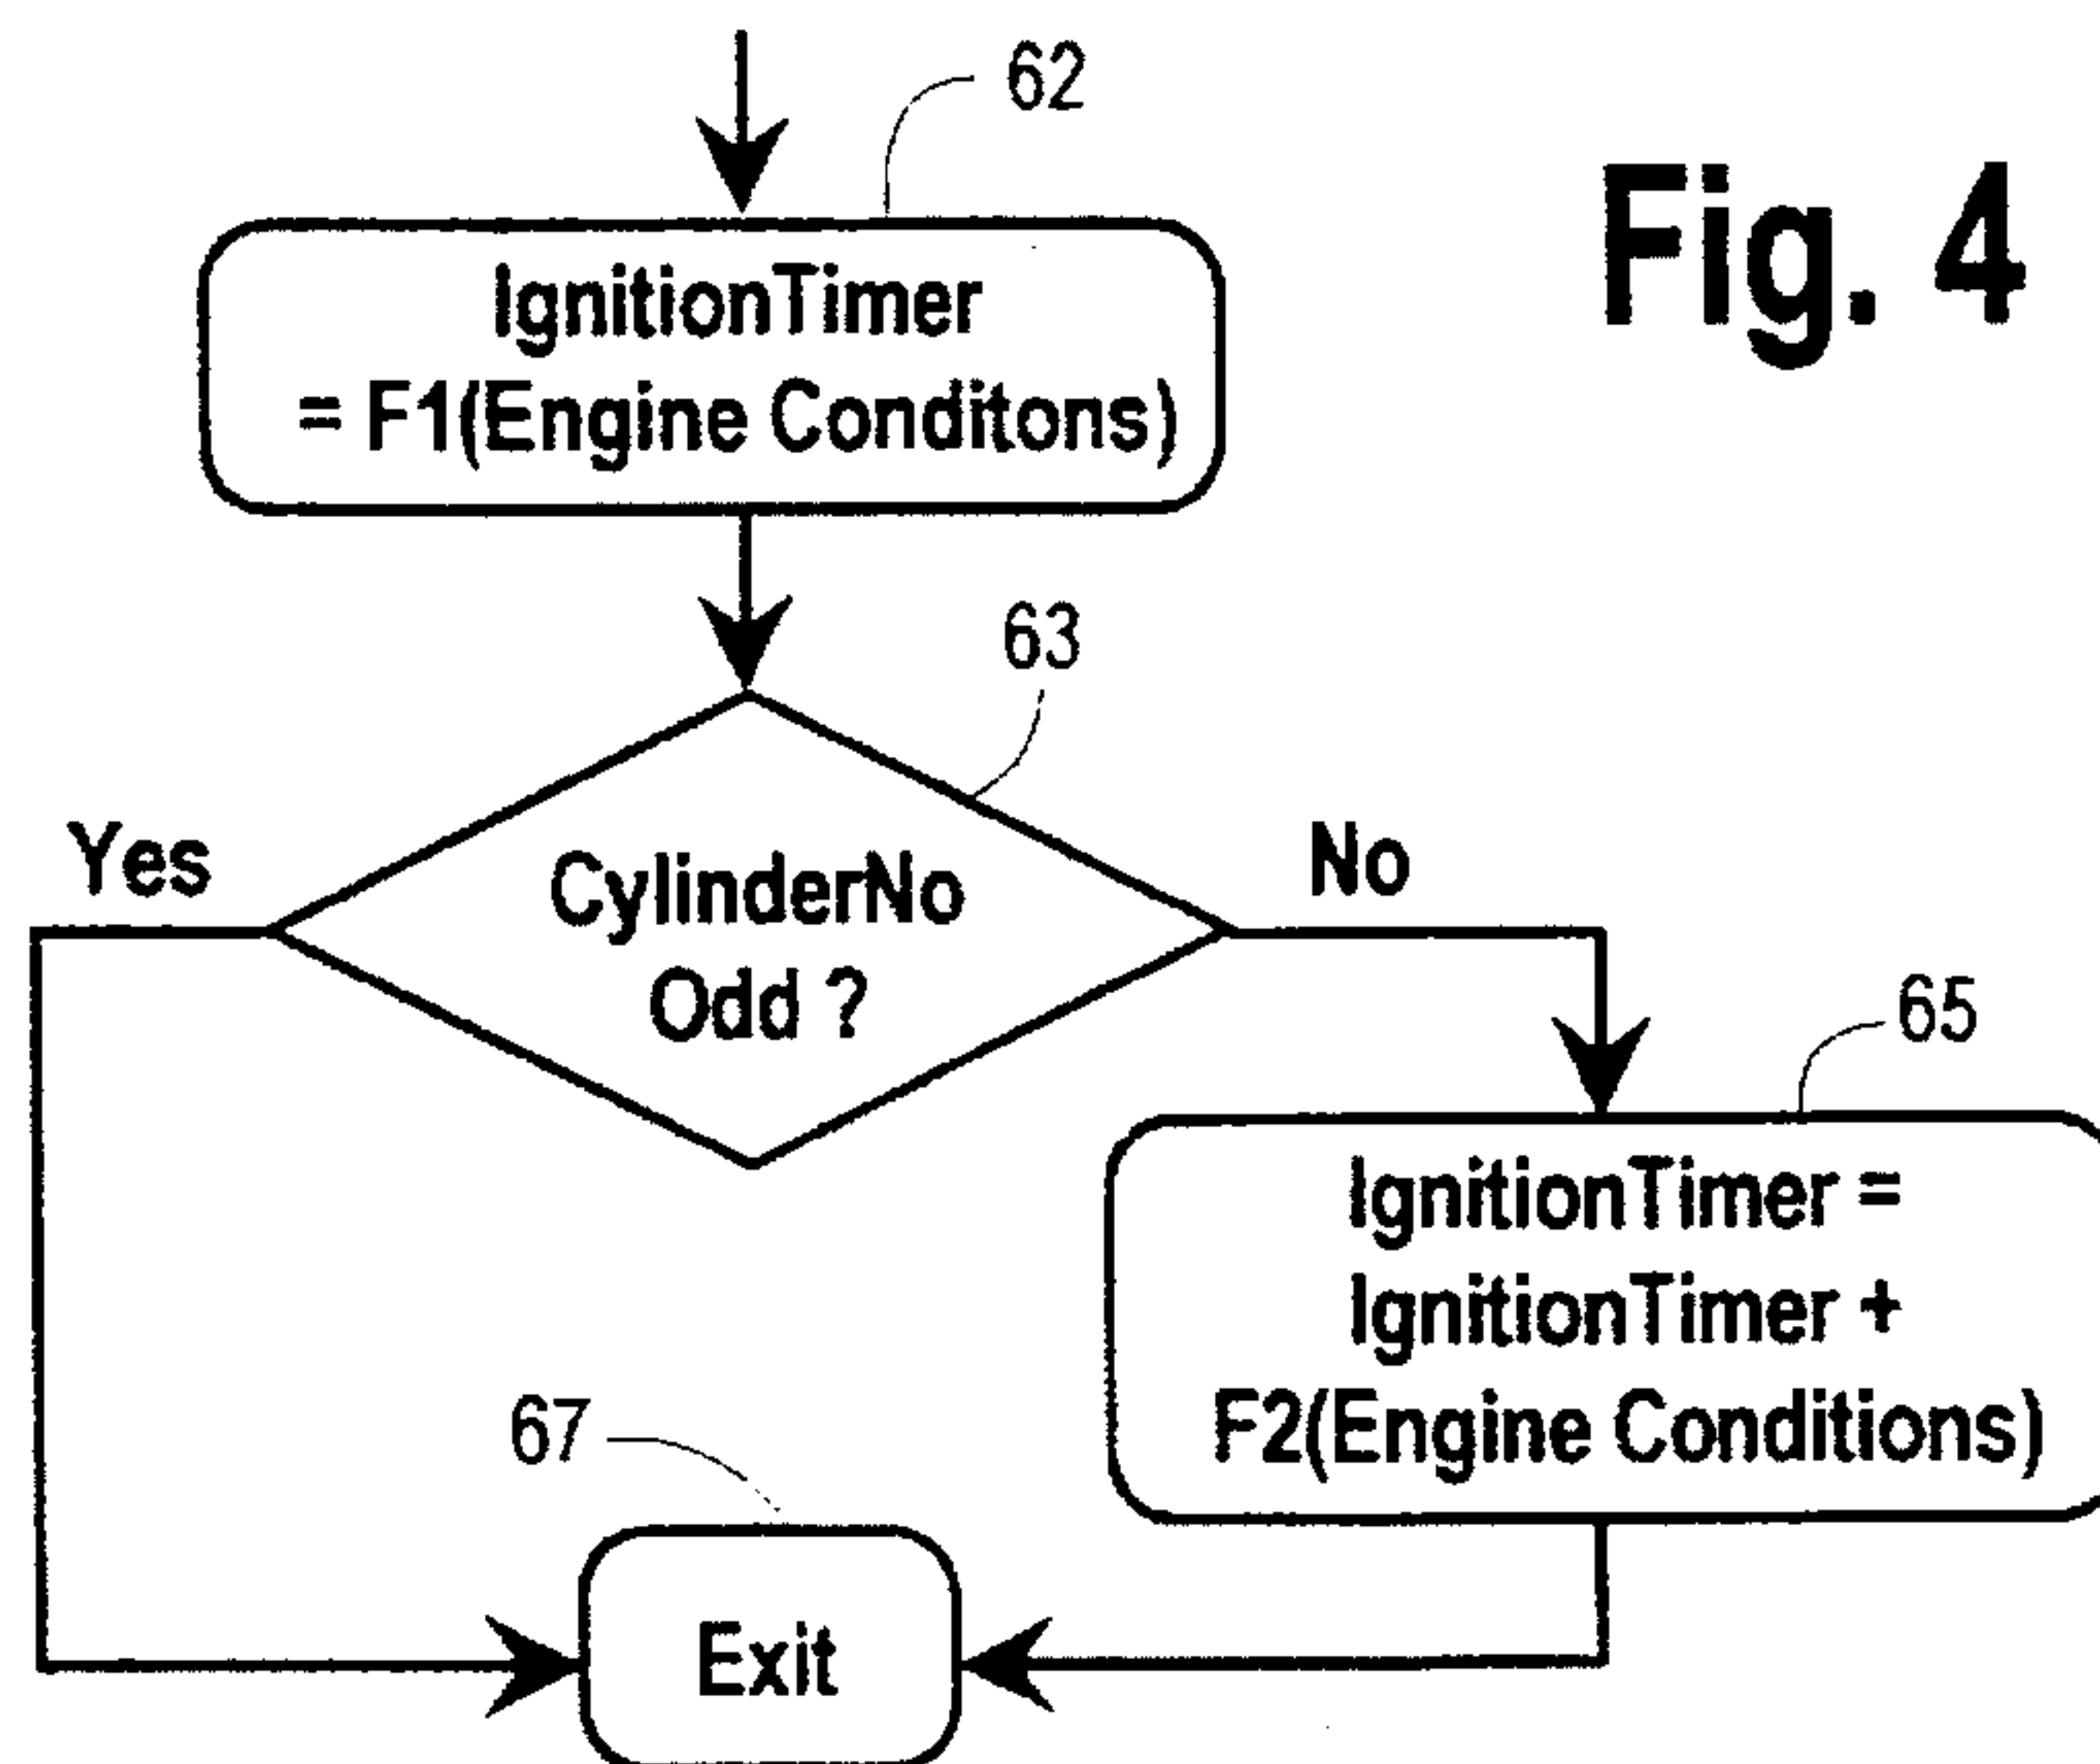 62
Fig. 4
IgnitionTimer
= F1(Engine Conditons)
63
Yes
No
CylinderNo
Odd ?
65
IgnitionTimer =
IgnitionTimer +
F2(Engine Conditions)
67
Exit